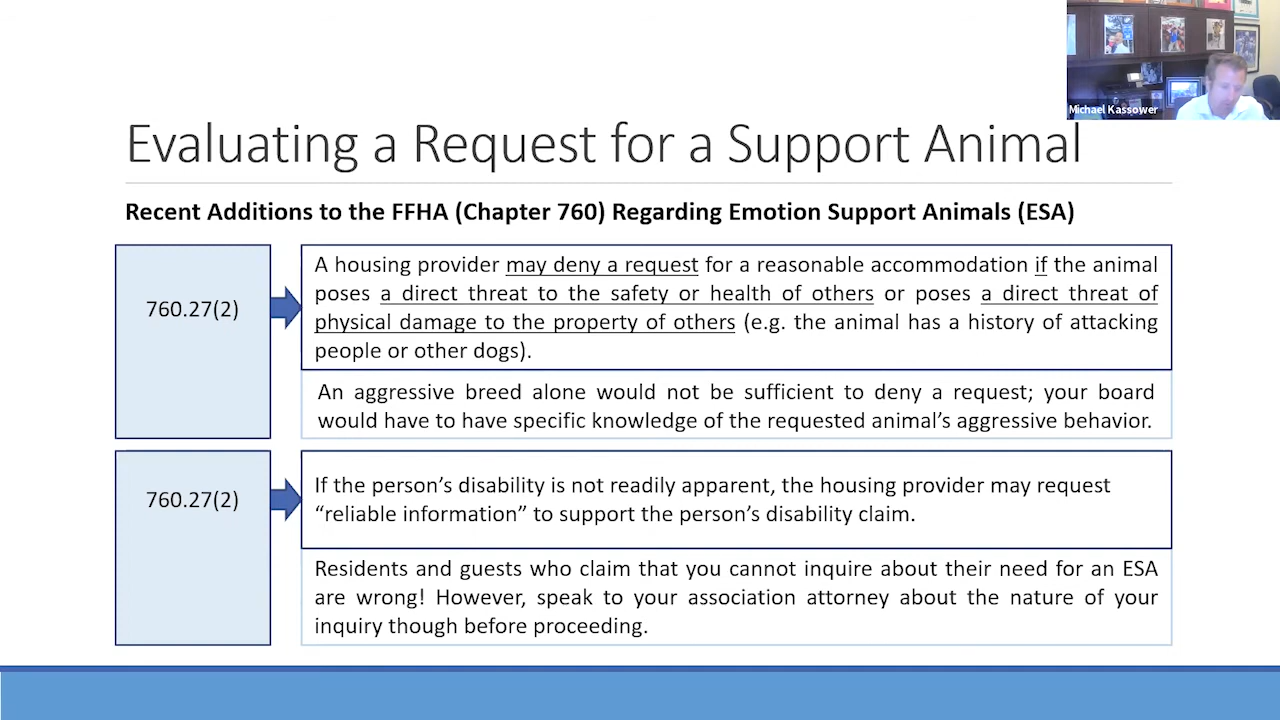 Michael Kassower
Evaluating a Request for a Support Animal
Recent Additions to the FFHA (Chapter 760) Regarding Emotion Support Animals (ESA)
760.27(2)
A housing provider may deny a request for a reasonable accommodation if the animal
poses a direct threat to the safety or health of others or poses a direct threat of
physical damage to the property of others (e.g. the animal has a history of attacking
people or other dogs).
An aggressive breed alone would not be sufficient to deny a request; your board
would have to have specific knowledge of the requested animal's aggressive behavior.
760.27(2)
If the person's disability is not readily apparent, the housing provider may request
“reliable information” to support the person's disability claim.
Residents and guests who claim that you cannot inquire about their need for an ESA
are wrong! However, speak to your association attorney about the nature of your
inquiry though before proceeding.